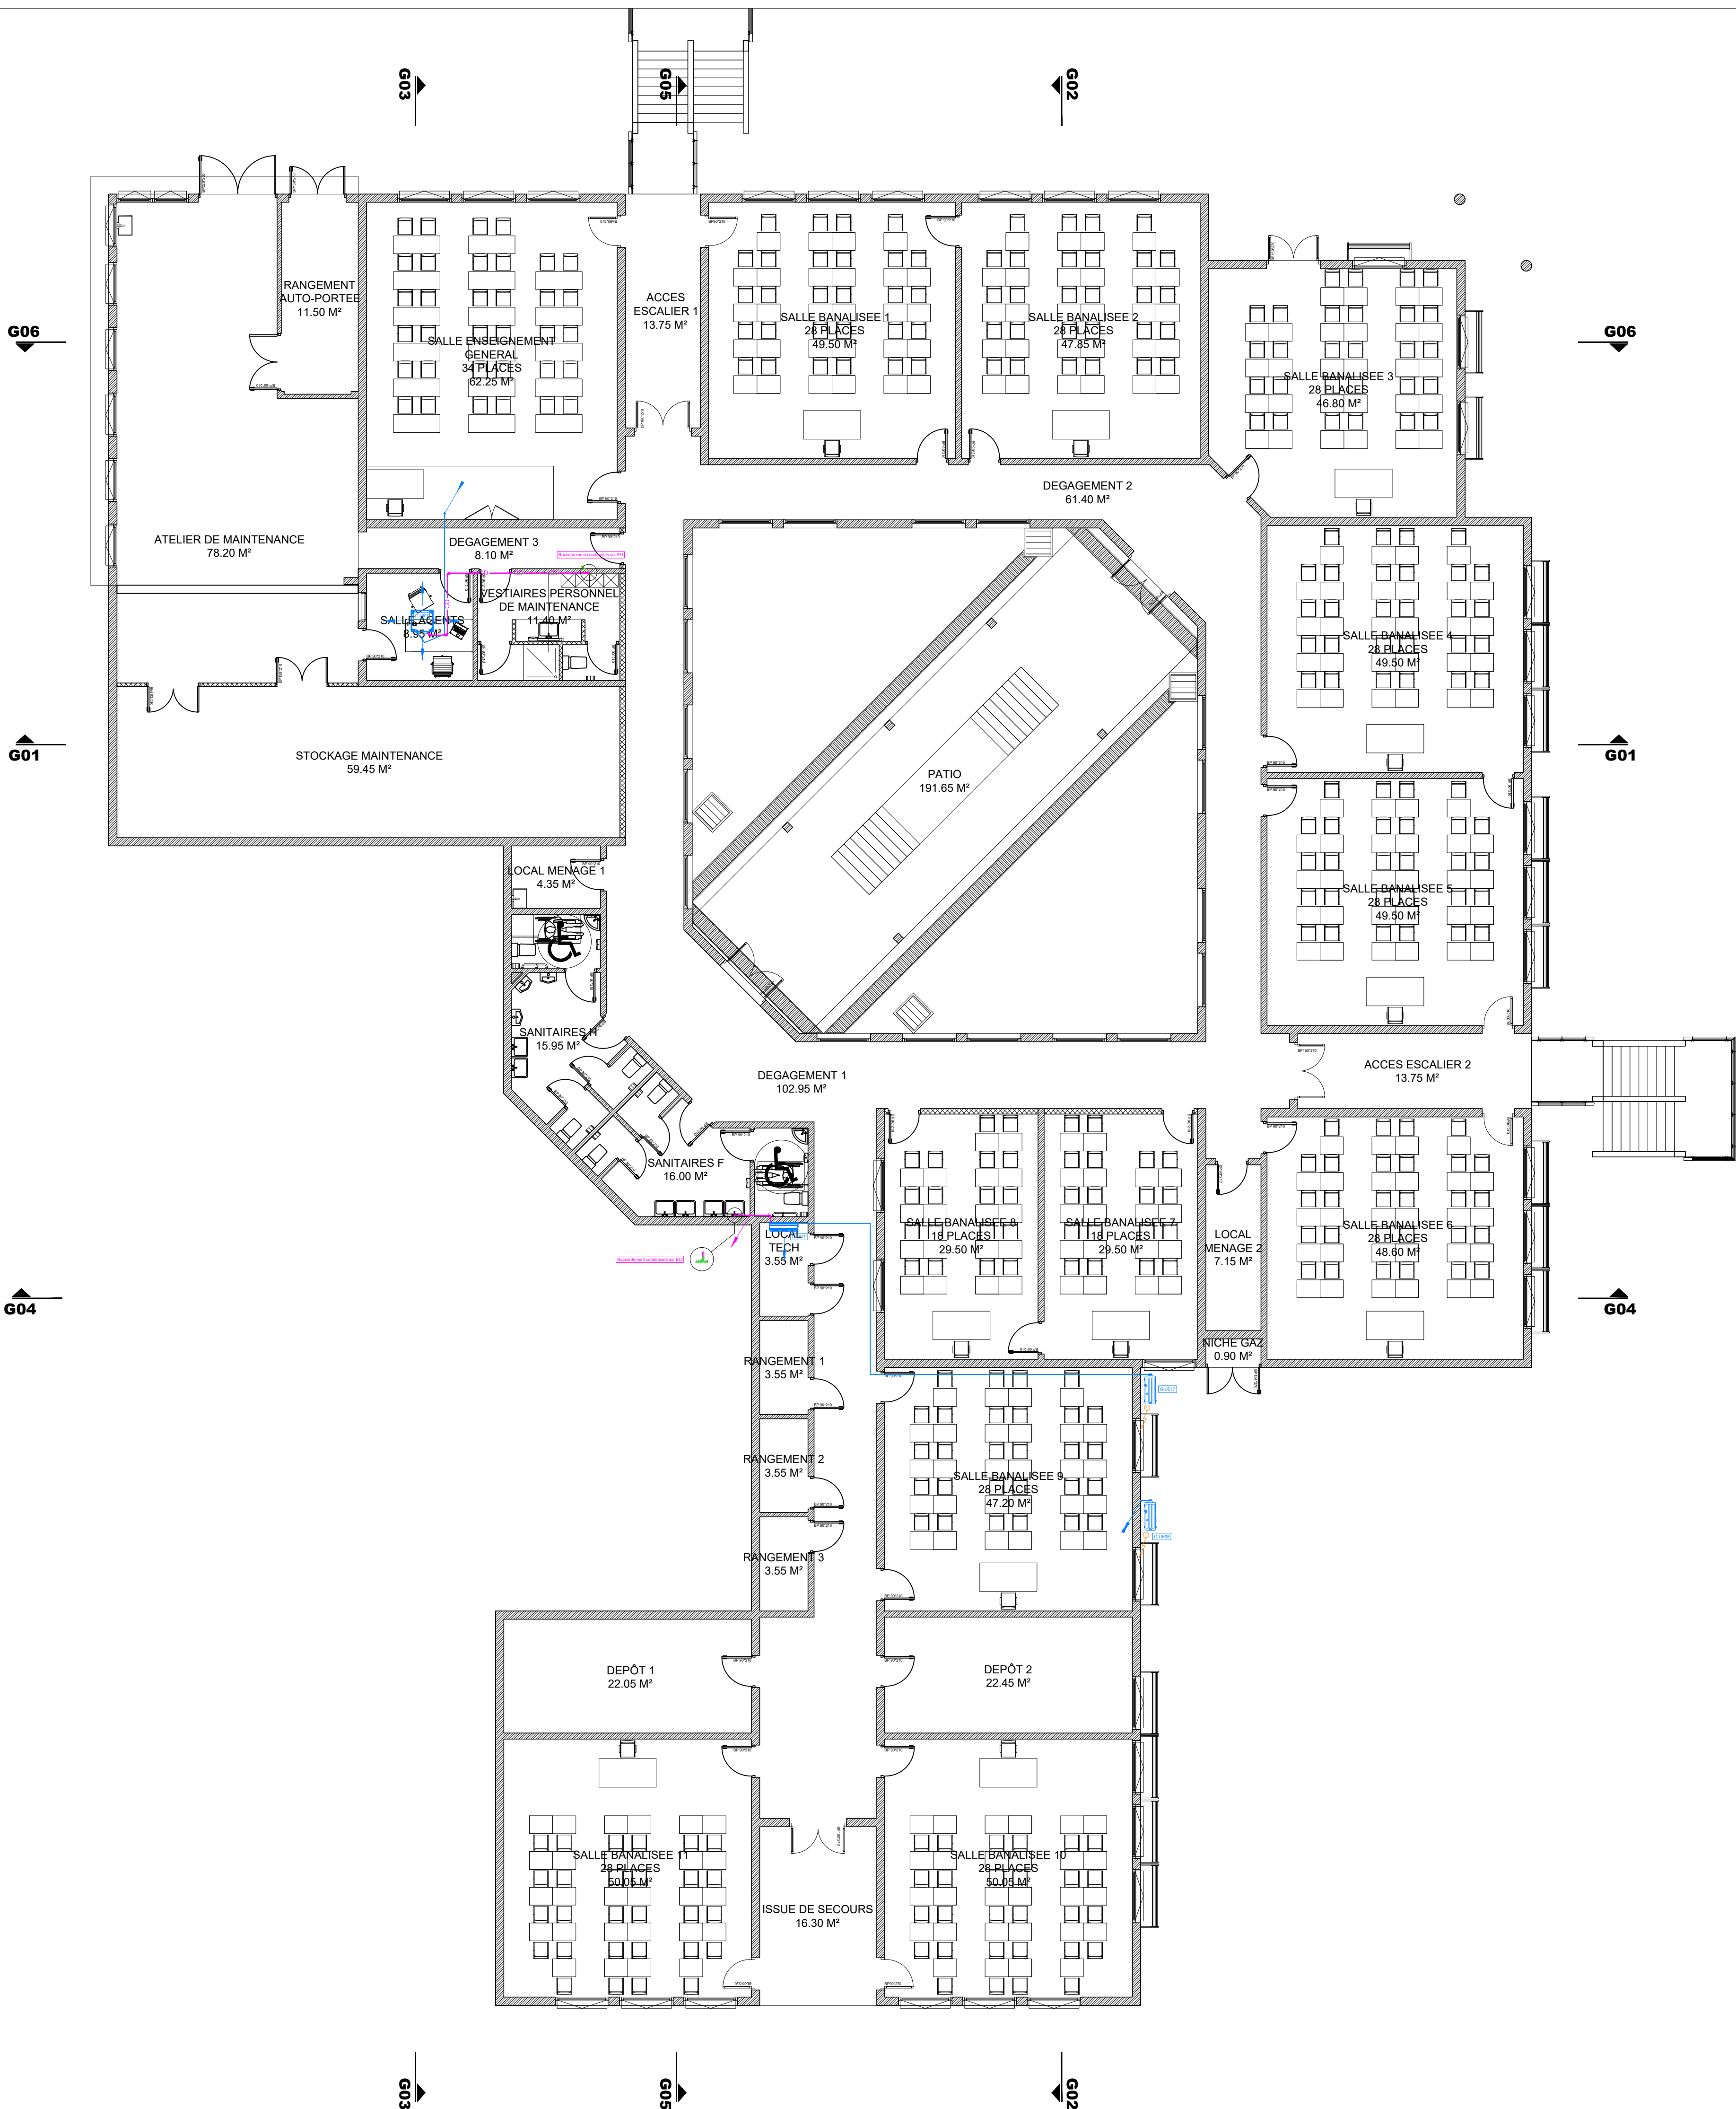 G03
G05
G02
RANGEMENT
AUTO-PORTEE
11.50 M²
ACCES
ESCALIER 1
13.75 M²
SALLE BANALISEE 1
28 PLACES
49.50 M²
SALLE BANALISEE 2
28 PLACES
47.85 M²
G06
G06
SALLE ENSEIGNEMENT
GENERAL
34 PLACES
62.25 M²
SALLE BANALISEE 3
28 PLACES
46.80 M²
DEGAGEMENT 2
61.40 M²
ATELIER DE MAINTENANCE
78.20 M²
DEGAGEMENT 3
8.10 M²
Raccordement condensats sur EU
VESTIAIRES PERSONNEL
DE MAINTENANCE
11.40 M²
SALLE AGENTS
8.95 M²
SALLE BANALISEE 4
28 PLACES
49.50 M²
G01
G01
STOCKAGE MAINTENANCE
59.45 M²
PATIO
191.65 M²
LOCAL MENAGE 1
4.35 M²
SALLE BANALISEE 5
28 PLACES
49.50 M²
SANITAIRES H
15.95 M²
DEGAGEMENT 1
102.95 M²
ACCES ESCALIER 2
13.75 M²
SANITAIRES F
16.00 M²
SALLE BANALISEE 8
18 PLACES
29.50 M²
SALLE BANALISEE 7
18 PLACES
29.50 M²
LOCAL
MENAGE 2
7.15 M²
SALLE BANALISEE 6
28 PLACES
48.60 M²
LOCAL
TECH
3.55 M²
Raccordement condensats sur EU
G04
G04
NICHE GAZ
0.90 M²
RANGEMENT 1
3.55 M²
G-UE17
RANGEMENT 2
3.55 M²
SALLE BANALISEE 9
28 PLACES
47.20 M²
RANGEMENT 3
3.55 M²
DEPÔT 1
22.05 M²
DEPÔT 2
22.45 M²
SALLE BANALISEE 11
28 PLACES
50.05 M²
SALLE BANALISEE 10
28 PLACES
50.05 M²
ISSUE DE SECOURS
16.30 M²
G03
G05
G02